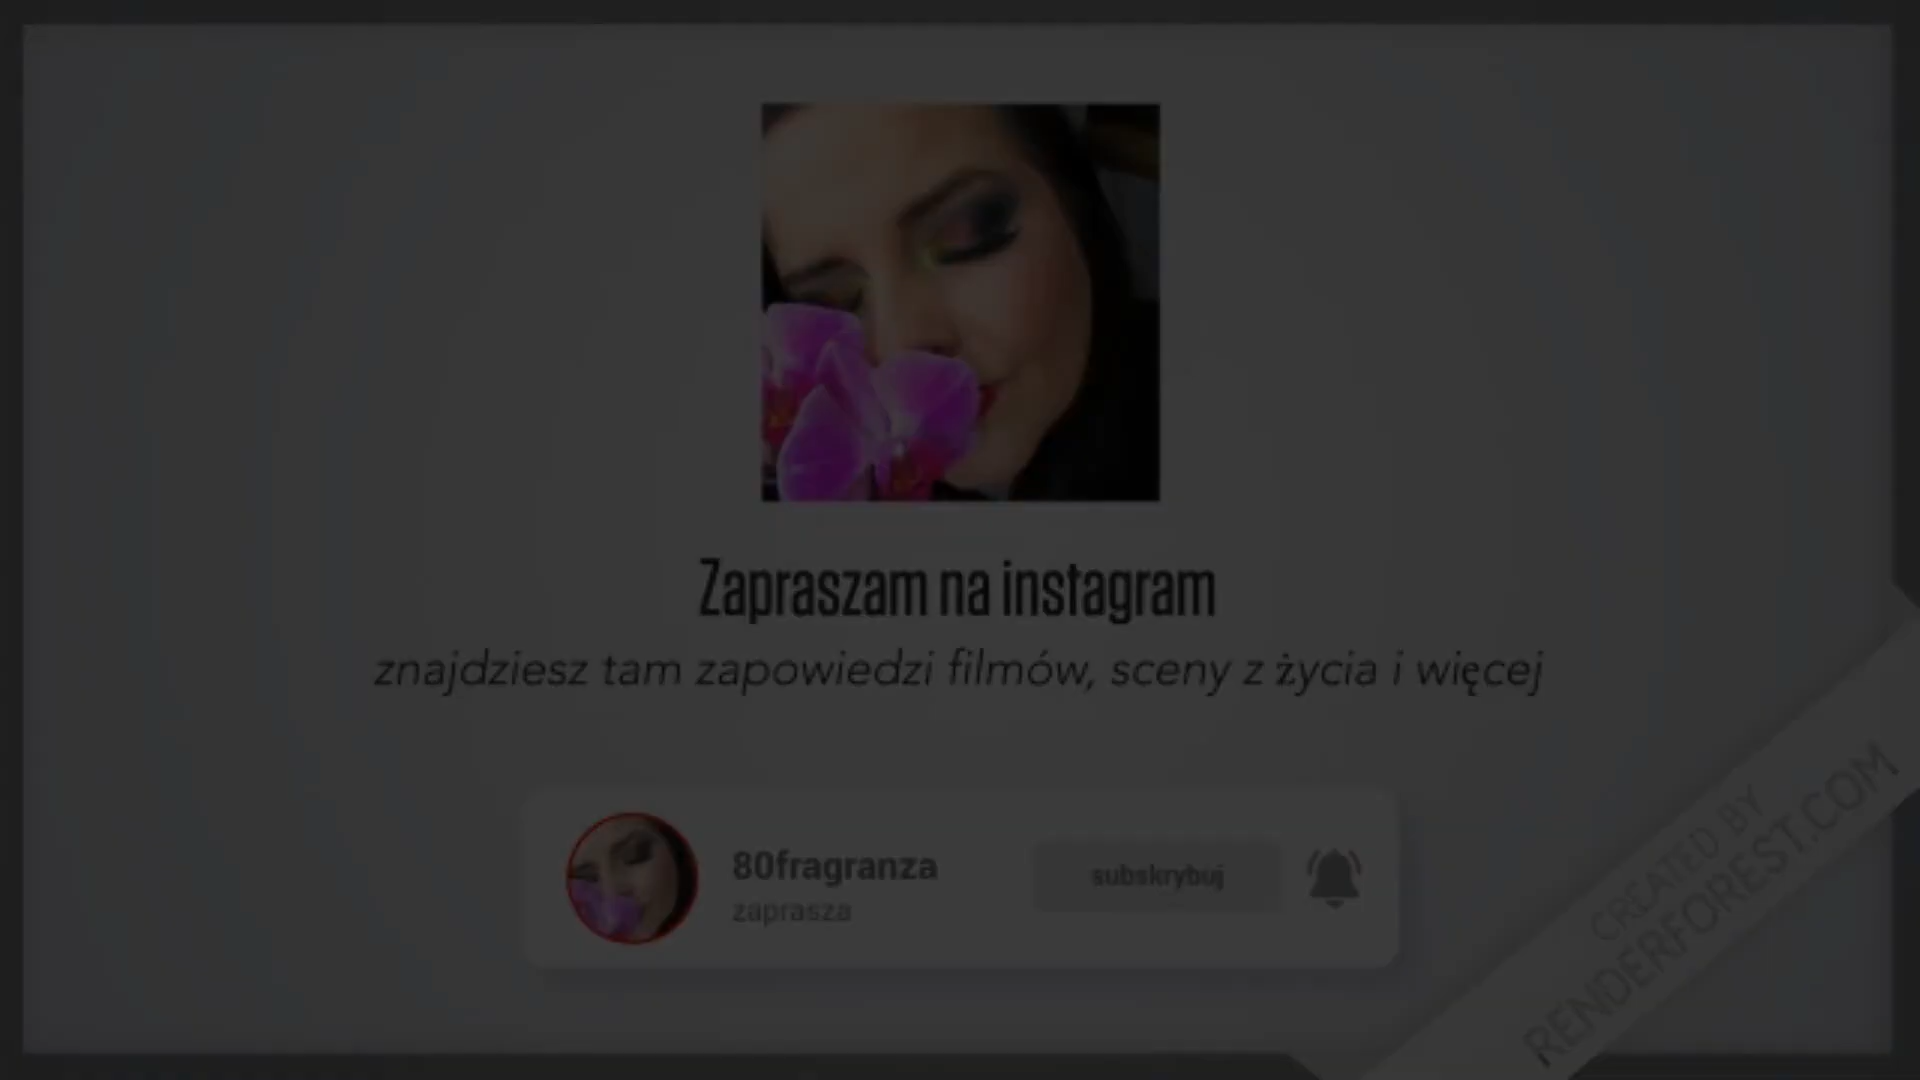 Zapraszam na instagram
znajdziesz tam zapowiedzi filmów, sceny z życia i więcej
80fragranza
zaprasza
subskrybuj
CREATED BY
RENDERFOREST.COM